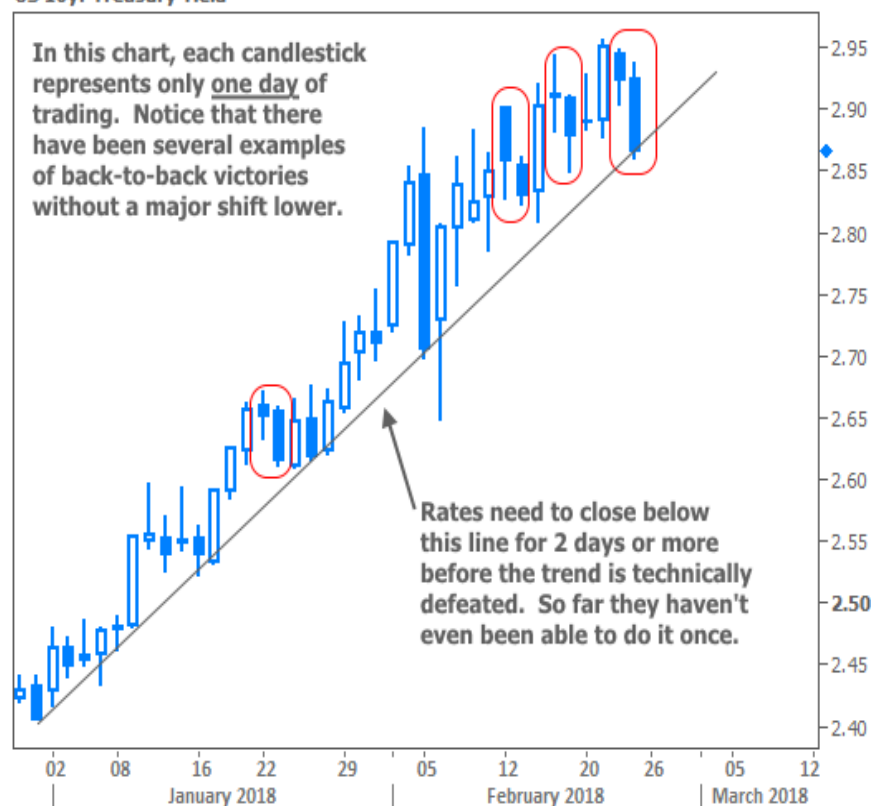 US 10yr Treasury Yield
In this chart, each candlestick
represents only one day of
trading. Notice that there
have been several examples
of back-to-back victories
without a major shift lower.
2.95
2.90
2.85
2.80
2.75
2.70
2.65
2.60
2.55
2.50
2.45
2.40
Rates need to close below
this line for 2 days or more
before the trend is technically
defeated. So far they haven't
even been able to do it once.
02 08 16 22 29 05 12 20 26 05 12
January 2018 February 2018 March 2018